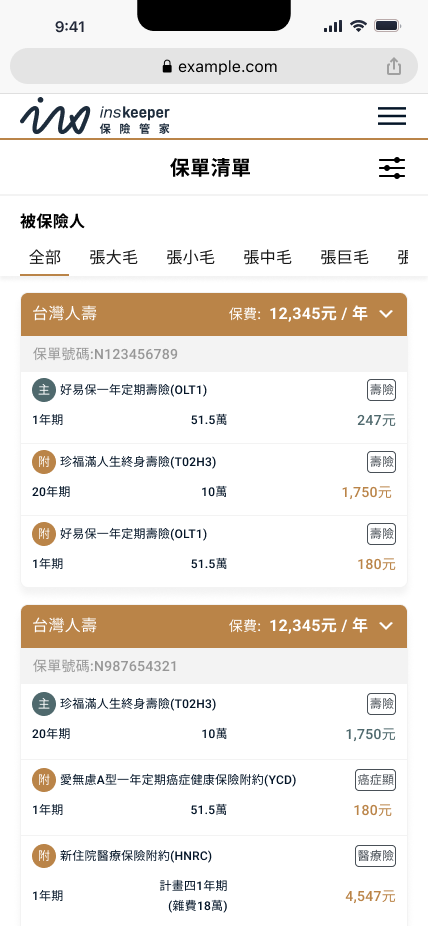 9:41
example.com
inskeeper
保險管家
保單清單
被保險人
全部 張大毛 張小毛 張中毛 張巨毛
台灣人壽 保費: 12,345元 / 年
保單號碼:N123456789
主 好易保一年定期壽險(OLT1) 壽險
1年期 51.5萬 247元
附 珍福滿人生終身壽險(T02H3) 壽險
20年期 10萬 1,750元
附 好易保一年定期壽險(OLT1) 壽險
1年期 51.5萬 180元
台灣人壽 保費: 12,345元 / 年
保單號碼:N987654321
主 珍福滿人生終身壽險(T02H3) 壽險
20年期 10萬 1,750元
附 愛無慮A型一年定期癌症健康保險附約(YCD) 癌症顯
1年期 51.5萬 180元
附 新住院醫療保險附約(HNRC) 醫療險
1年期 計畫四1年期 4,547元
(雜費18萬)